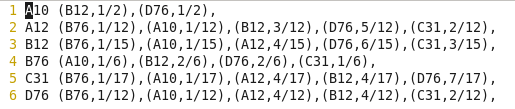 1 A10 (B12,1/2),(D76,1/2),
2 A12 (B76,1/12),(A10,1/12),(B12,3/12),(D76,5/12),(C31,2/12),
3 B12 (B76,1/15),(A10,1/15),(A12,4/15),(D76,6/15),(C31,3/15),
4 B76 (A10,1/6),(B12,2/6),(D76,2/6),(C31,1/6),
5 C31 (B76,1/17),(A10,1/17),(A12,4/17),(B12,4/17),(D76,7/17),
6 D76 (B76,1/12),(A10,1/12),(A12,4/12),(B12,4/12),(C31,2/12),